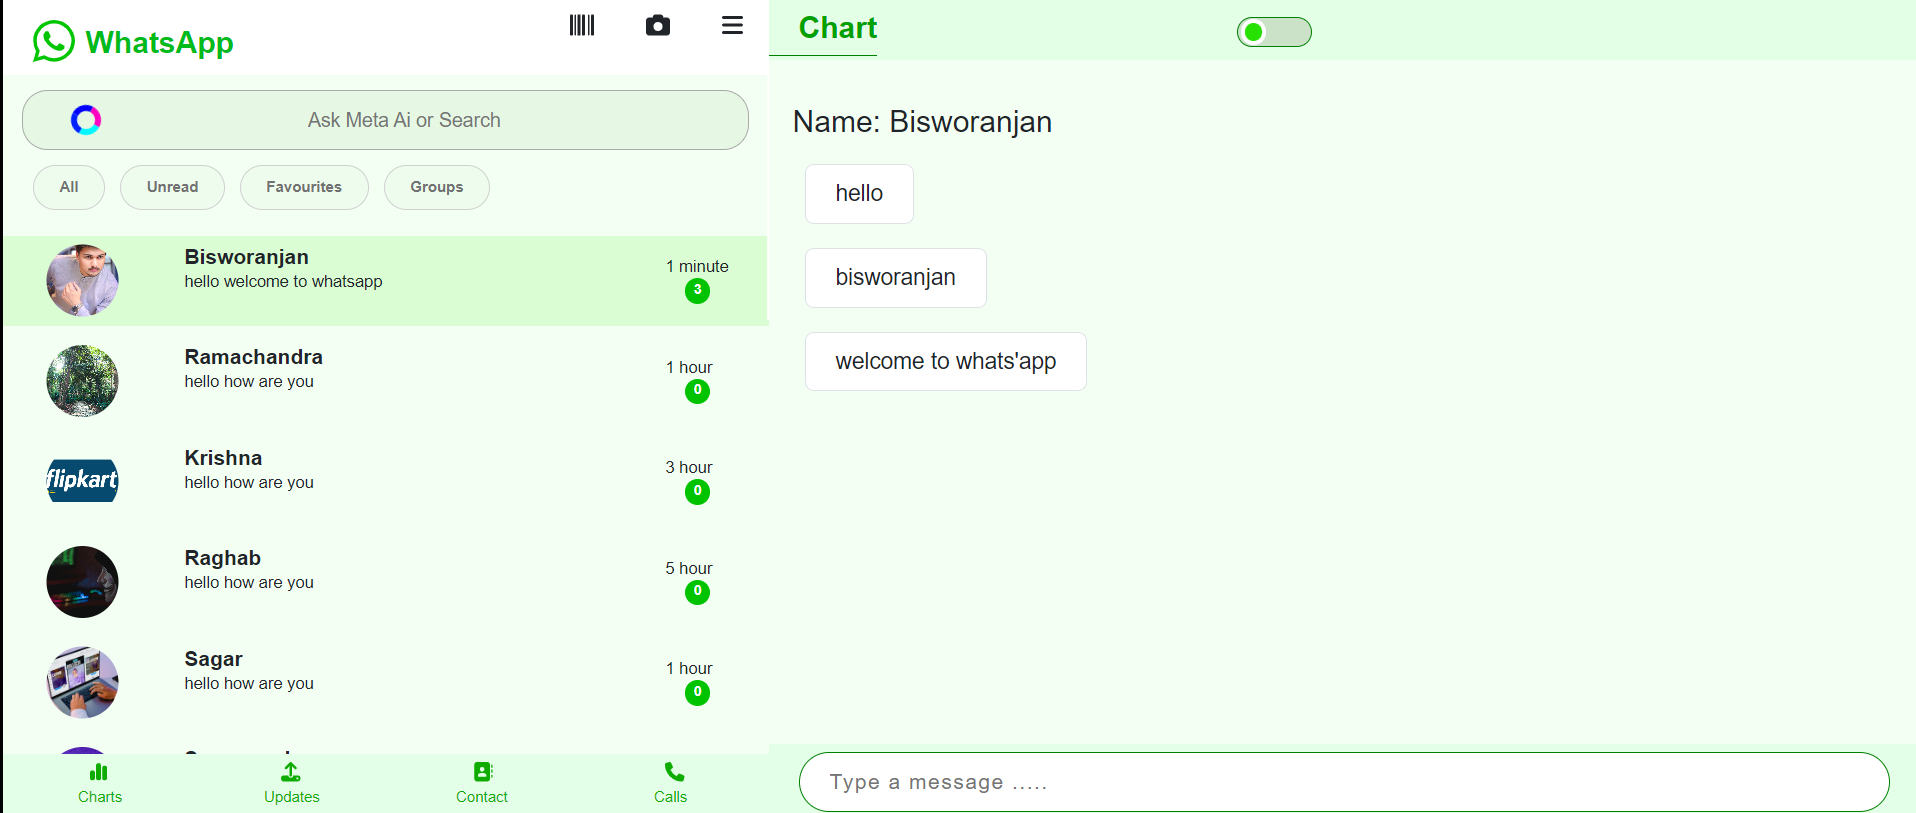 WhatsApp
Ask Meta Ai or Search
All Unread Favourites Groups
Bisworanjan
hello welcome to whatsapp
1 minute
3
Ramachandra
hello how are you
1 hour
0
flipkart
Krishna
hello how are you
3 hour
0
Raghab
hello how are you
5 hour
0
Sagar
hello how are you
1 hour
0
Charts Updates Contact Calls
Chart
Name: Bisworanjan
hello
bisworanjan
welcome to whats'app
Type a message .....